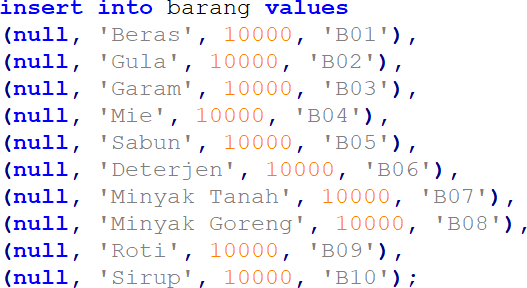 insert into barang values
(null, 'Beras', 10000, 'B01'),
(null, 'Gula', 10000, 'B02'),
(null, 'Garam', 10000, 'B03'),
(null, 'Mie', 10000, 'B04'),
(null, 'Sabun', 10000, 'B05'),
(null, 'Deterjen', 10000, 'B06'),
(null, 'Minyak Tanah', 10000, 'B07'),
(null, 'Minyak Goreng', 10000, 'B08'),
(null, 'Roti', 10000, 'B09'),
(null, 'Sirup', 10000, 'B10');